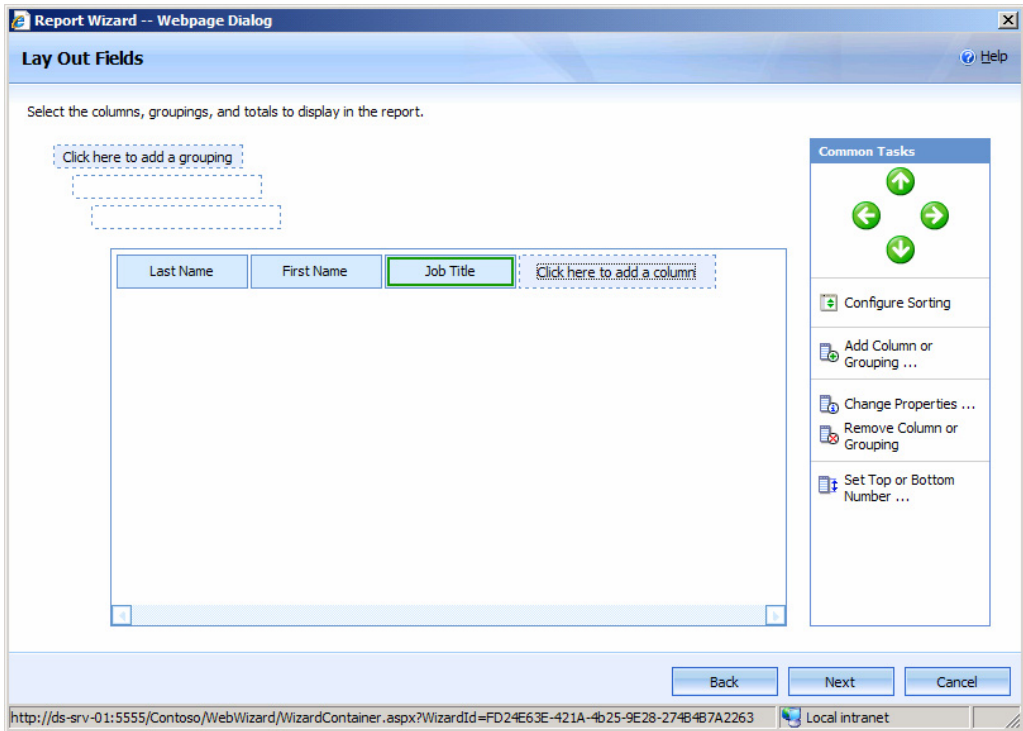 Report Wizard -- Webpage Dialog
Lay Out Fields
Help
Select the columns, groupings, and totals to display in the report.
Click here to add a grouping
Common Tasks
Last Name
First Name
Job Title
Click here to add a column
Configure Sorting
Add Column or
Grouping ...
Change Properties ...
Remove Column or
Grouping
Set Top or Bottom
Number ...
Back
Next
Cancel
http://ds-srv-01:5555/Contoso/WebWizard/WizardContainer.aspx?WizardId=FD24E63E-421A-4b25-9E28-274B4B7A2263
Local intranet